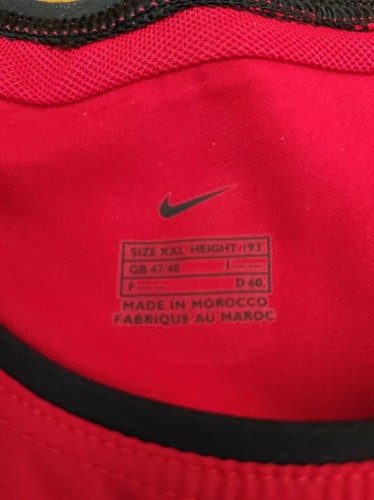 SIZE XXL HEIGHT/193
GB 47/48 I — —
F — — D 60
MADE IN MOROCCO
FABRIQUE AU MAROC